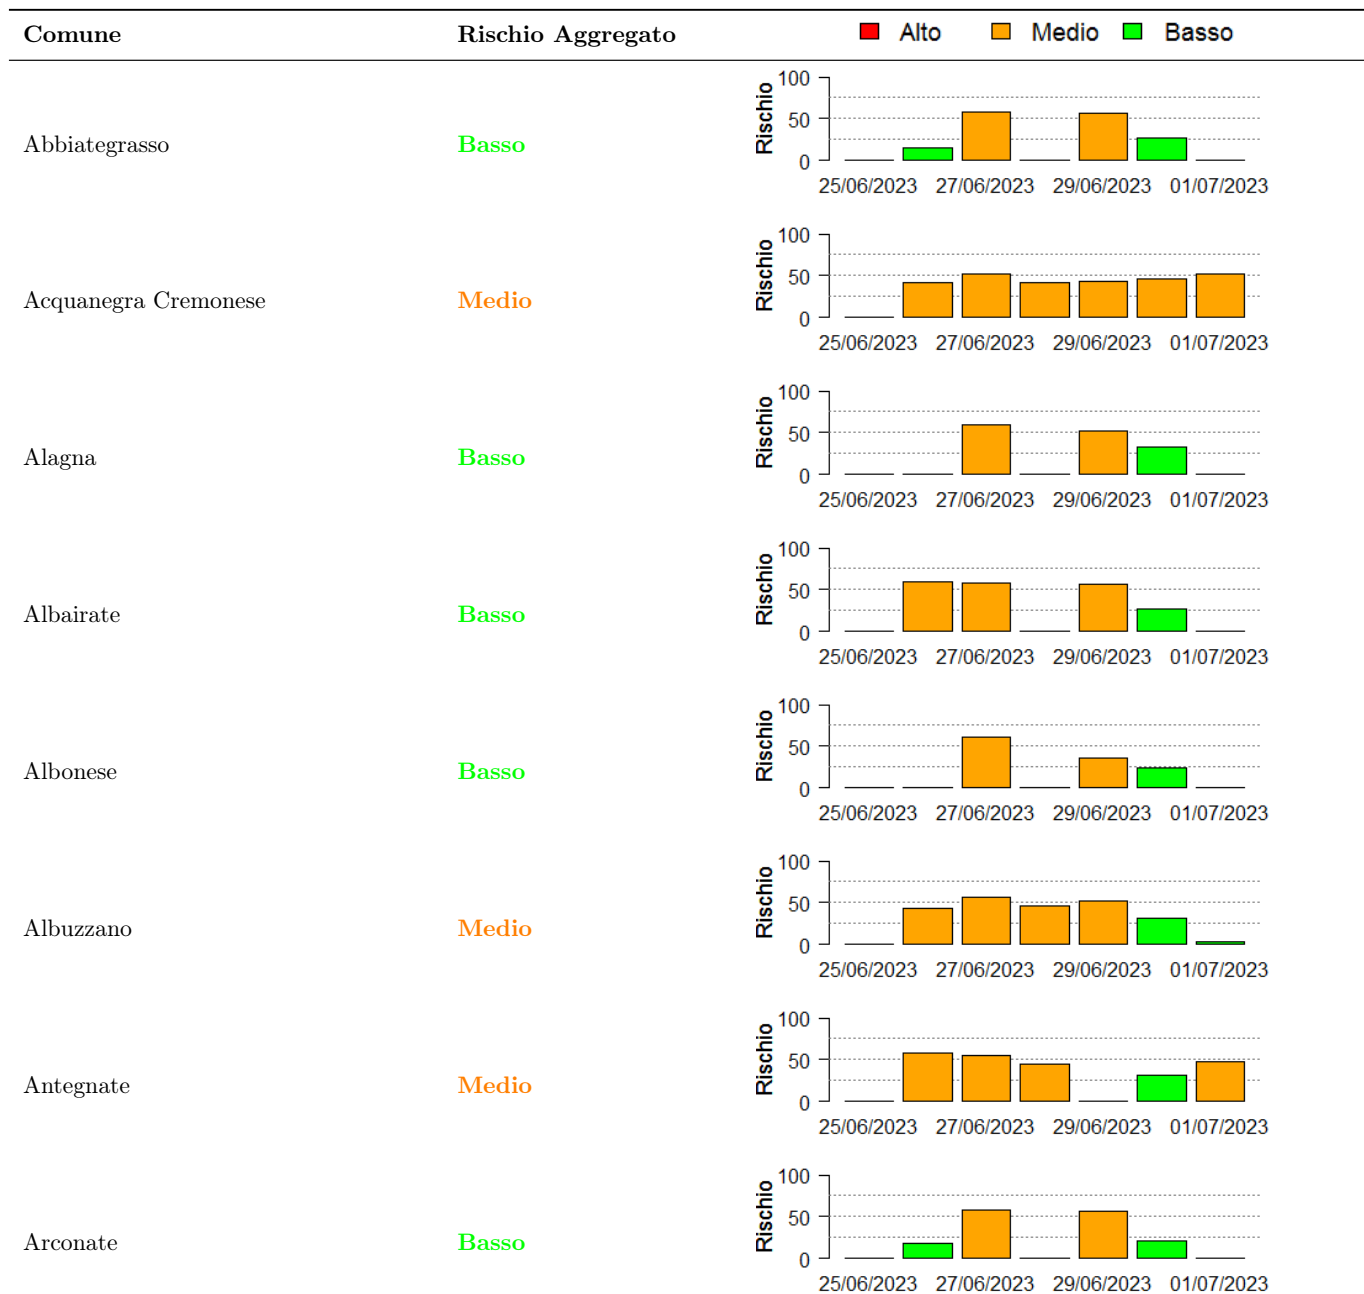 Comune Rischio Aggregato Alto Medio Basso
Abbiategrasso Basso
Rischio
100
50
0
25/06/2023 27/06/2023 29/06/2023 01/07/2023
Acquanegra Cremonese Medio
Rischio
100
50
0
25/06/2023 27/06/2023 29/06/2023 01/07/2023
Alagna Basso
Rischio
100
50
0
25/06/2023 27/06/2023 29/06/2023 01/07/2023
Albairate Basso
Rischio
100
50
0
25/06/2023 27/06/2023 29/06/2023 01/07/2023
Albonese Basso
Rischio
100
50
0
25/06/2023 27/06/2023 29/06/2023 01/07/2023
Albuzzano Medio
Rischio
100
50
0
25/06/2023 27/06/2023 29/06/2023 01/07/2023
Antegnate Medio
Rischio
100
50
0
25/06/2023 27/06/2023 29/06/2023 01/07/2023
Arconate Basso
Rischio
100
50
0
25/06/2023 27/06/2023 29/06/2023 01/07/2023